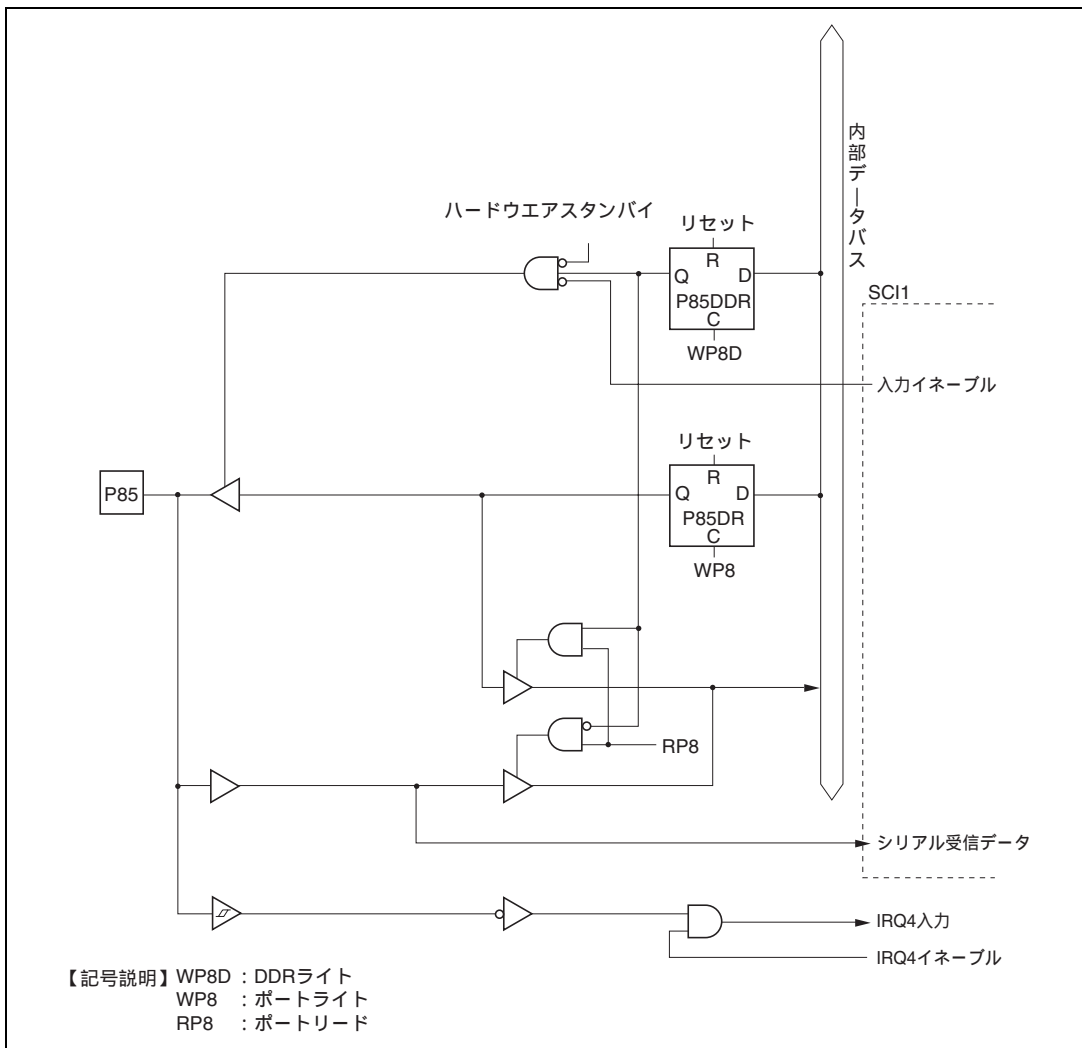 内部データバス
ハードウエアスタンバイ
リセット
R
Q D
P85DDR
C
WP8D
SCI1
入力イネーブル
リセット
R
Q D
P85DR
C
WP8
P85
RP8
シリアル受信データ
IRQ4入力
IRQ4イネーブル
【記号説明】 WP8D : DDRライト
WP8 : ポートライト
RP8 : ポートリード